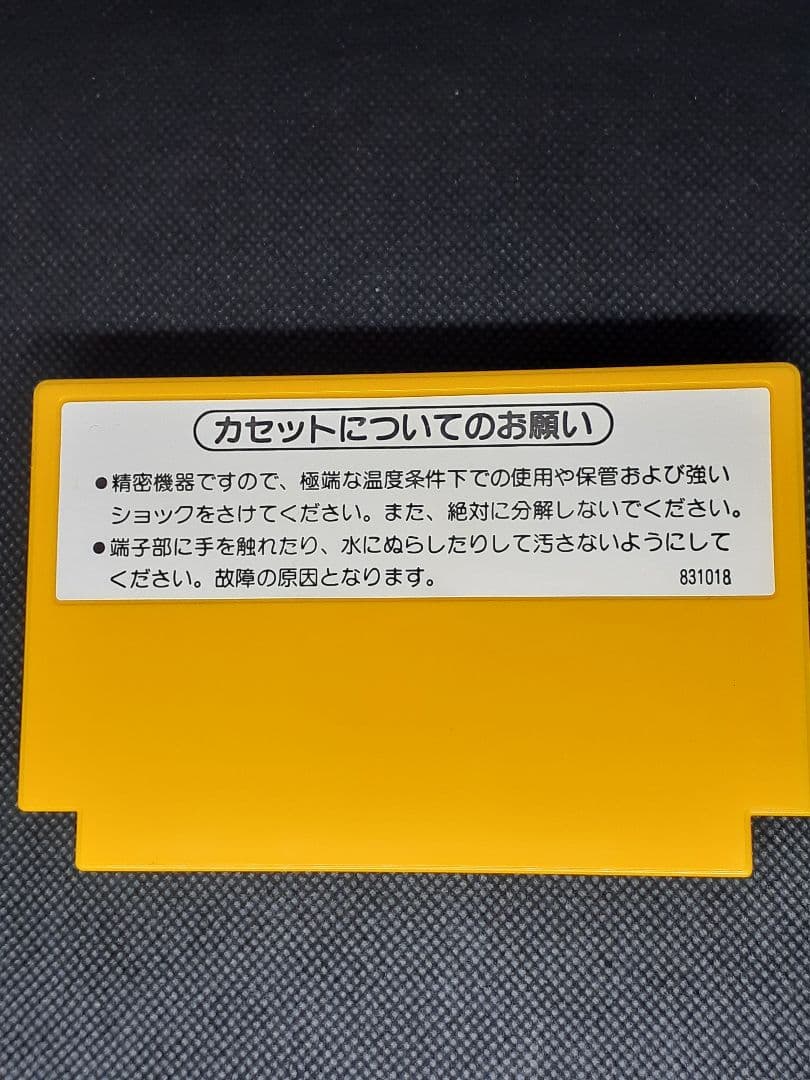 カセットについてのお願い
●精密機器ですので、極端な温度条件下での使用や保管および強い
ショックをさけてください。また、絶対に分解しないでください。
●端子部に手を触れたり、水にぬらしたりして汚さないようにして
ください。故障の原因となります。 831018